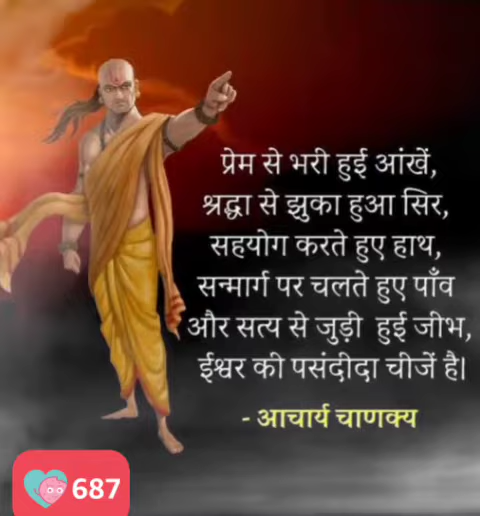 प्रेम से भरी हुई आंखें,
श्रद्धा से झुका हुआ सिर,
सहयोग करते हुए हाथ,
सन्मार्ग पर चलते हुए पाँव
और सत्य से जुड़ी हुई जीभ,
ईश्वर की पसंदीदा चीजें है।
- आचार्य चाणक्य
687